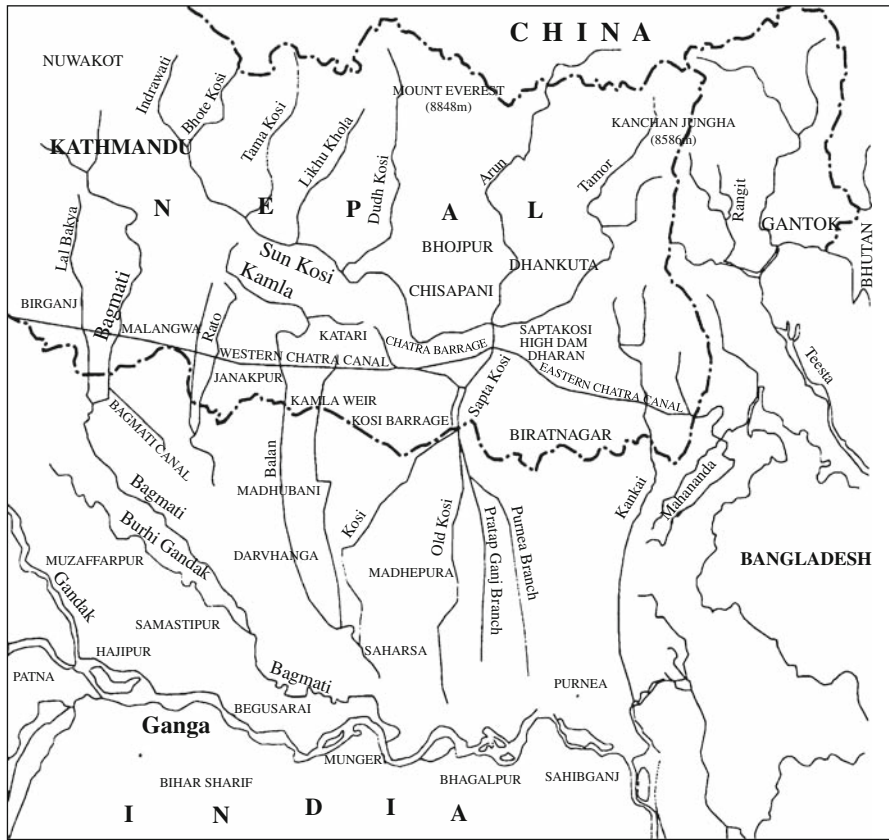 CHINA
NUWAKOT
Indrawati
Bhote Kosi
Tama Kosi
Likhu Khola
Dudh Kosi
MOUNT EVEREST
(8848m)
Arun
Tamor
KANCHAN JUNGHA
(8586m)
Rangit
GANTOK
BHUTAN
KATHMANDU
NEPAL
Lal Bakya
Bagmati
Sun Kosi
Kamla
BHOJPUR
DHANKUTA
CHISAPANI
BIRGANJ
MALANGWA
Rato
KATARI
CHATRA BARRAGE
SAPTAKOSI
HIGH DAM
DHARAN
WESTERN CHATRA CANAL
EASTERN CHATRA CANAL
Teesta
JANAKPUR
KAMLA WEIR
KOSI BARRAGE
Sapta Kosi
BIRATNAGAR
BAGMATI CANAL
Balan
Bagmati
MADHUBANI
Kosi
Old Kosi
Pratap Ganj Branch
Purnea Branch
Kankai
Mahananda
Burhi Gandak
MUZAFFARPUR
DARVHANGA
MADHEPURA
BANGLADESH
Gandak
SAMASTIPUR
HAJIPUR
SAHARSA
PATNA
Bagmati
PURNEA
BEGUSARAI
Ganga
MUNGER
BIHAR SHARIF
BHAGALPUR
SAHIBGANJ
INDIA